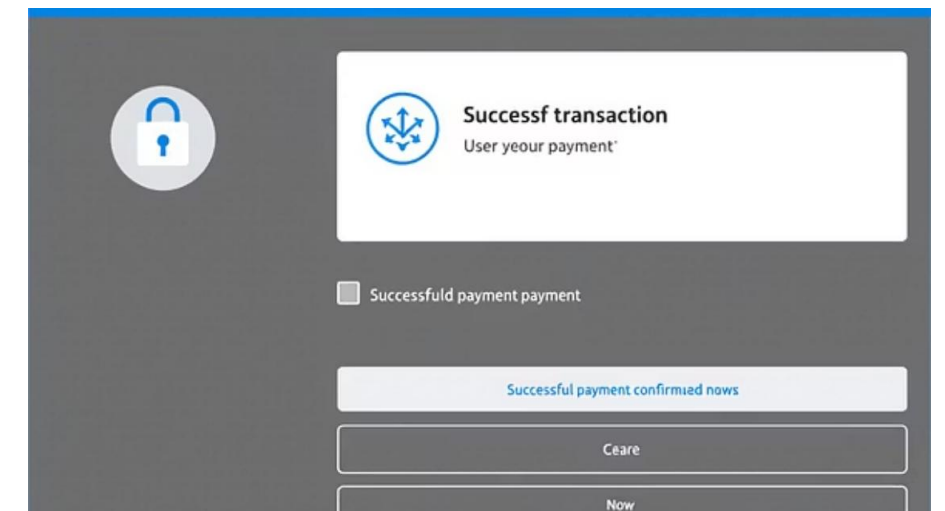 Successf transaction
User yeour payment
Successfuld payment payment
Successful payment confirmied nows
Ceare
Now